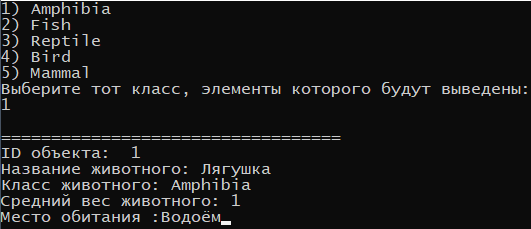 1) Amphibia
2) Fish
3) Reptile
4) Bird
5) Mammal
Выберите тот класс, элементы которого будут выведены:
1
==================================
ID объекта:  1
Название животного: Лягушка
Класс животного: Amphibia
Средний вес животного: 1
Место обитания :Водоём